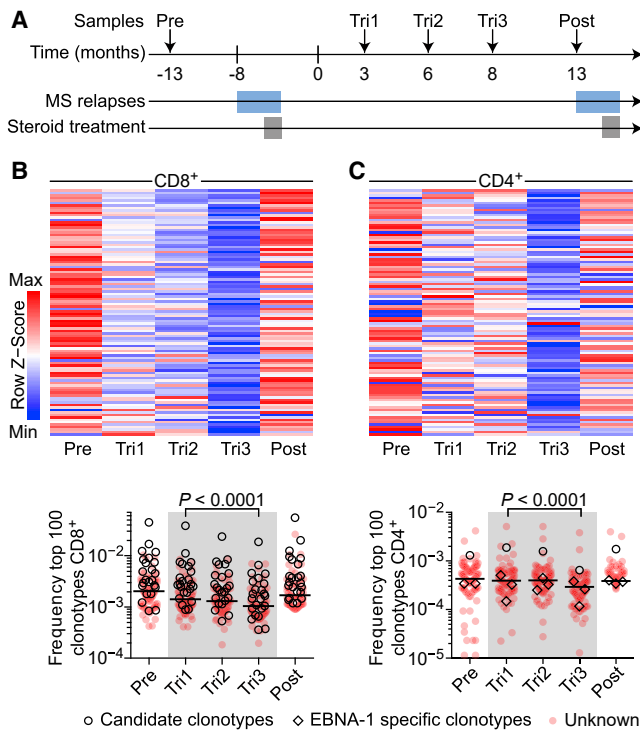 A
Samples Pre Tri1 Tri2 Tri3 Post
Time (months)
-13 -8 0 3 6 8 13
MS relapses
Steroid treatment
B
CD8+
Max
Row Z−Score
Min
Pre Tri1 Tri2 Tri3 Post
C
CD4+
Pre Tri1 Tri2 Tri3 Post
P < 0.0001
Frequency top 100
clonotypes CD8+
10−2
10−3
10−4
Pre Tri1 Tri2 Tri3 Post
P < 0.0001
Frequency top 100
clonotypes CD4+
10−2
10−3
10−4
10−5
Pre Tri1 Tri2 Tri3 Post
Candidate clonotypes EBNA-1 specific clonotypes Unknown